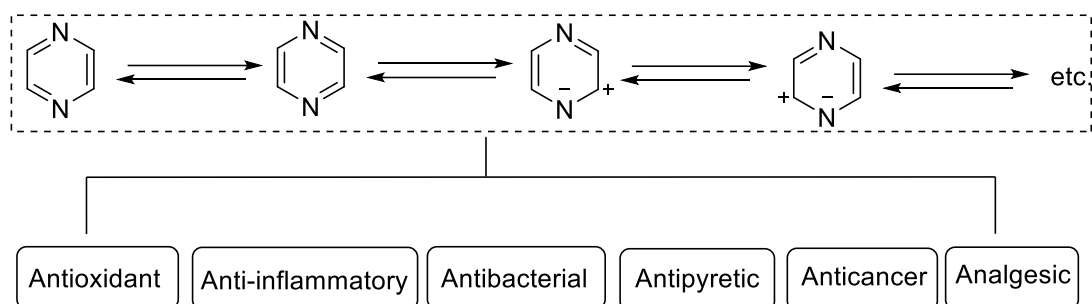 N N N N
N N N N
− + + −
etc.
Antioxidant Anti-inflammatory Antibacterial Antipyretic Anticancer Analgesic